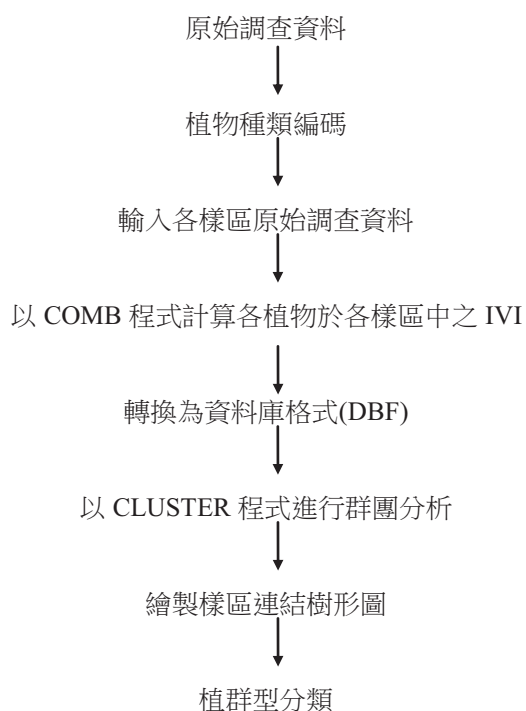 原始調查資料
植物種類編碼
輸入各樣區原始調查資料
以 COMB 程式計算各植物於各樣區中之 IVI
轉換為資料庫格式(DBF)
以 CLUSTER 程式進行群團分析
繪製樣區連結樹形圖
植群型分類